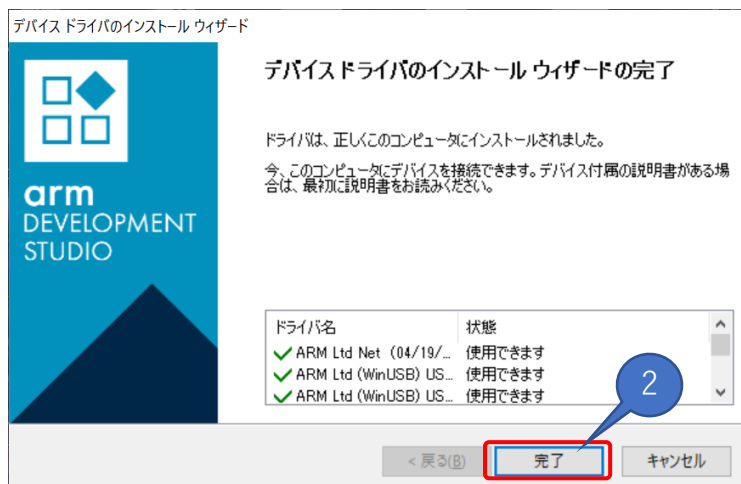 デバイス ドライバのインストール ウィザード
デバイス ドライバのインストール ウィザードの完了
ドライバは、正しくこのコンピュータにインストールされました。
今、このコンピュータにデバイスを接続できます。デバイス付属の説明書がある場
合は、最初に説明書をお読みください。
arm
DEVELOPMENT
STUDIO
ドライバ名 状態
ARM Ltd Net (04/19/... 使用できます
ARM Ltd (WinUSB) US... 使用できます
ARM Ltd (WinUSB) US... 使用できます
2
< 戻る(B) 完了 キャンセル